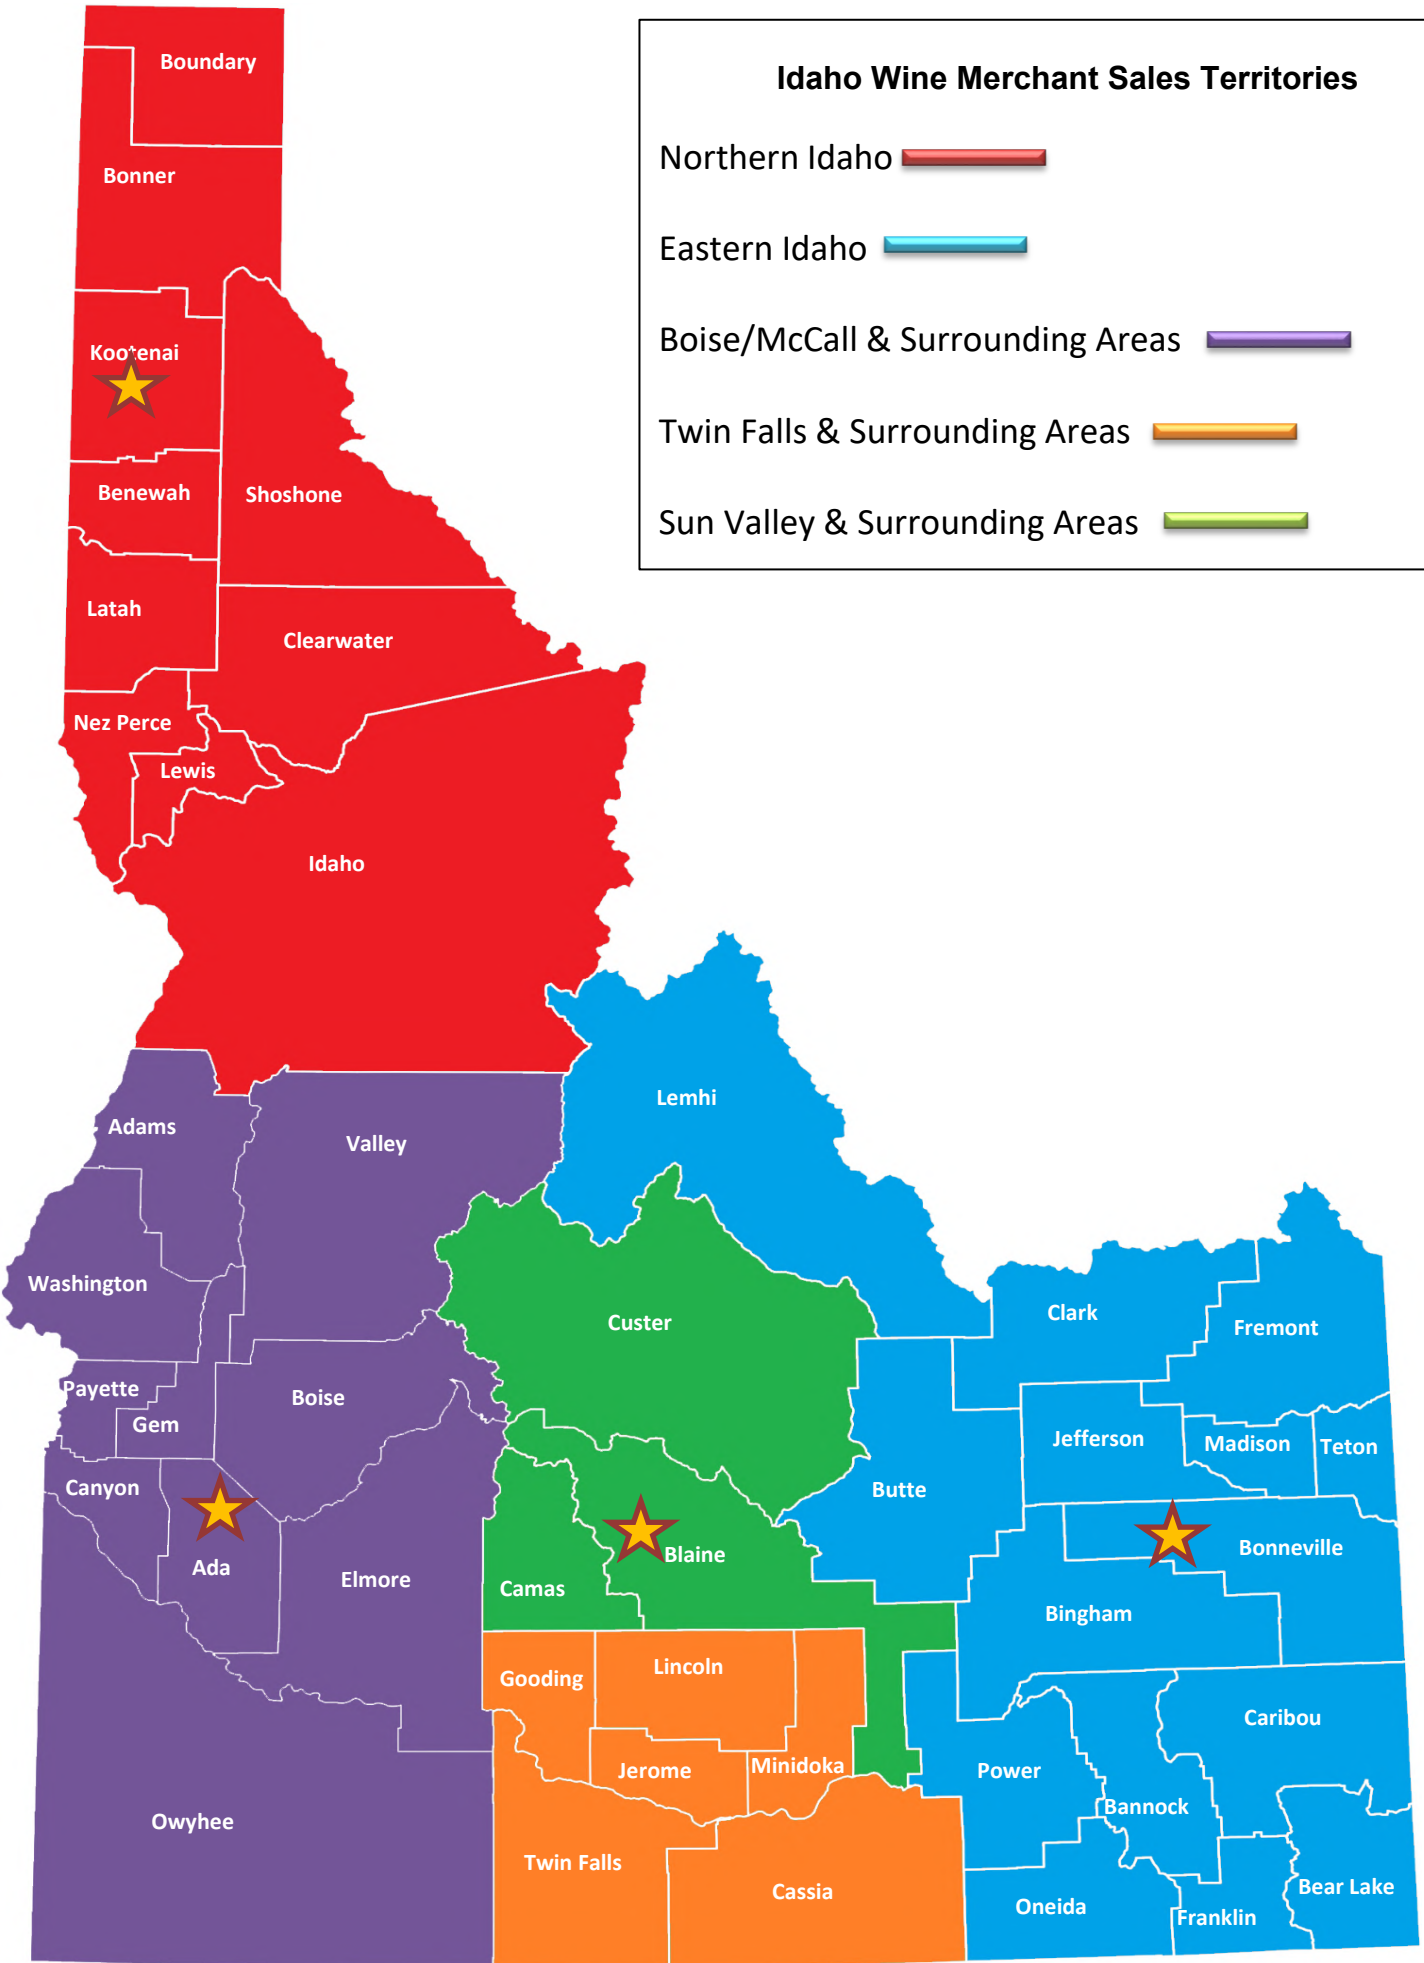 Idaho Wine Merchant Sales Territories
Northern Idaho
Eastern Idaho
Boise/McCall & Surrounding Areas
Twin Falls & Surrounding Areas
Sun Valley & Surrounding Areas
Boundary
Bonner
Kootenai
Benewah
Shoshone
Latah
Clearwater
Nez Perce
Lewis
Idaho
Lemhi
Adams
Valley
Washington
Custer
Clark
Fremont
Payette
Boise
Gem
Jefferson
Madison
Teton
Canyon
Butte
Ada
Elmore
Camas
Blaine
Bonneville
Bingham
Gooding
Lincoln
Caribou
Jerome
Minidoka
Power
Bannock
Owyhee
Twin Falls
Cassia
Oneida
Franklin
Bear Lake